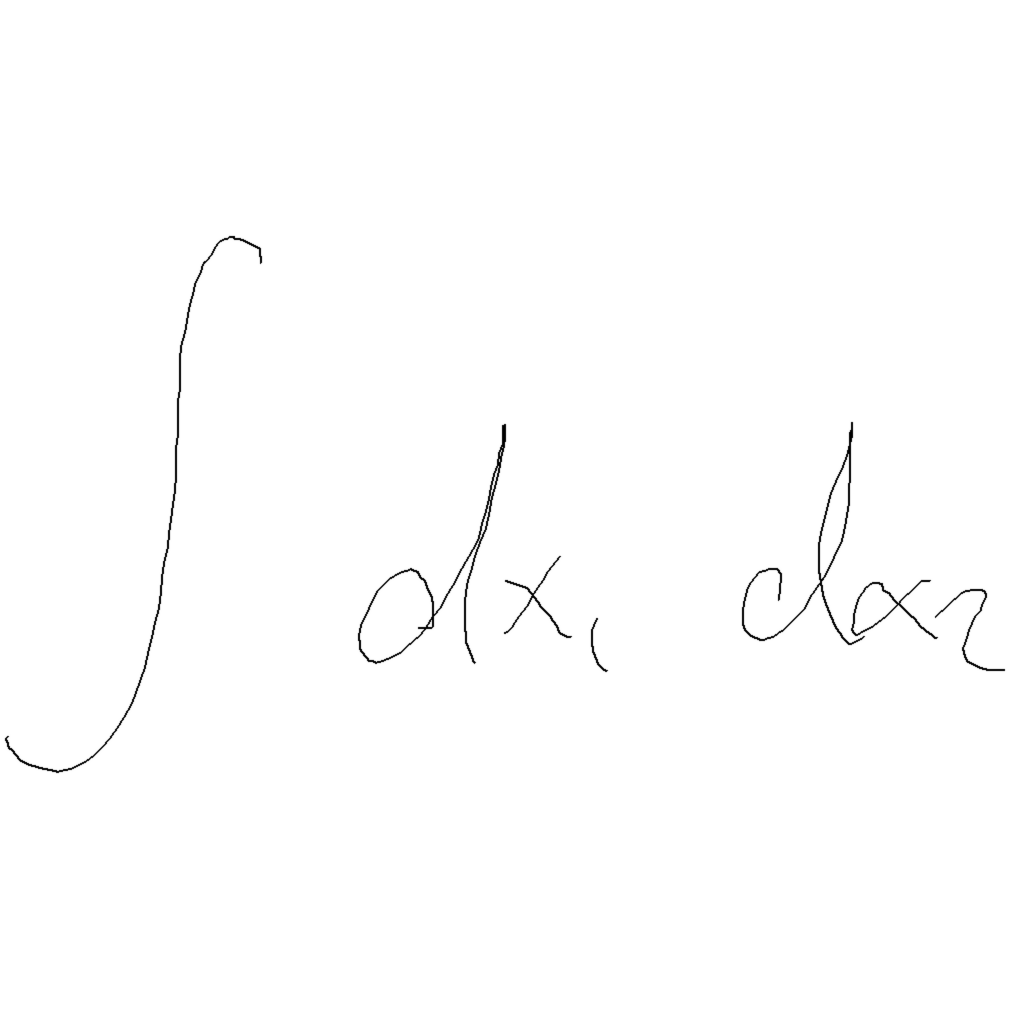 ∫ dx₁ dx₂